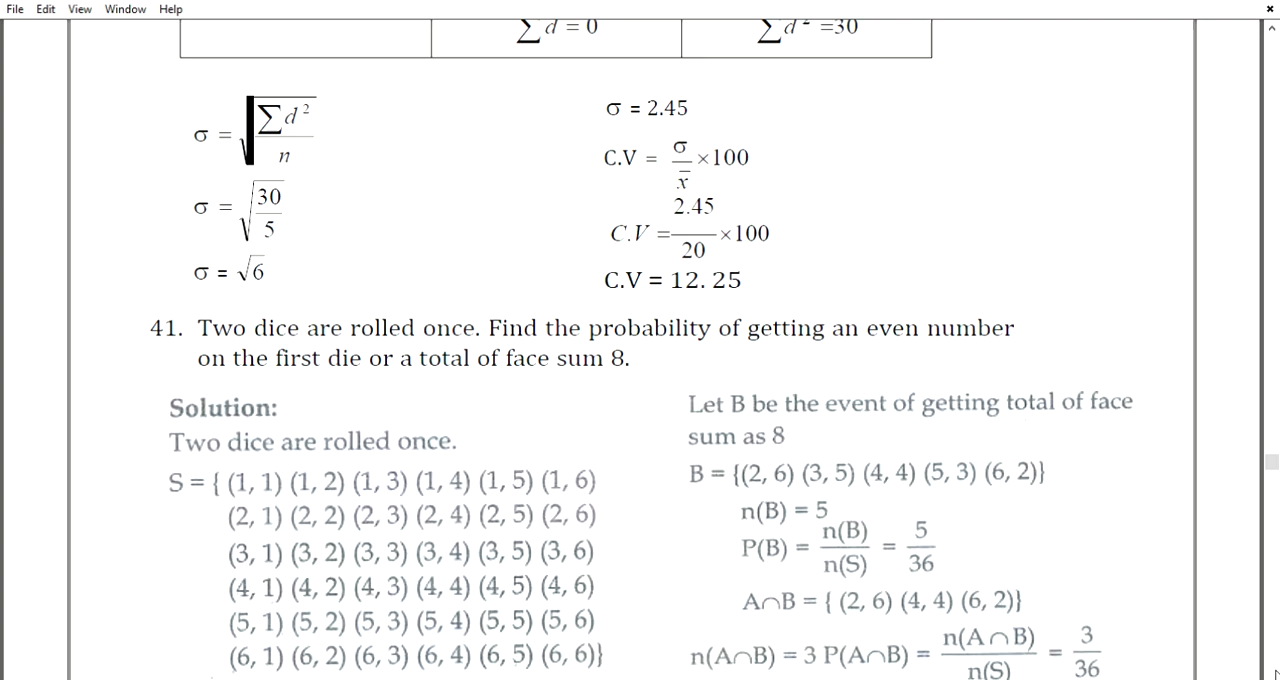 File Edit View Window Help
∑d = 0 ∑d² =30
σ = √(∑d²/n)
σ = √(30/5)
σ = √6
σ = 2.45
C.V = σ/x̄ ×100
C.V = 2.45/20 ×100
C.V = 12. 25
41. Two dice are rolled once. Find the probability of getting an even number
on the first die or a total of face sum 8.
Solution:
Two dice are rolled once.
S = { (1, 1) (1, 2) (1, 3) (1, 4) (1, 5) (1, 6)
(2, 1) (2, 2) (2, 3) (2, 4) (2, 5) (2, 6)
(3, 1) (3, 2) (3, 3) (3, 4) (3, 5) (3, 6)
(4, 1) (4, 2) (4, 3) (4, 4) (4, 5) (4, 6)
(5, 1) (5, 2) (5, 3) (5, 4) (5, 5) (5, 6)
(6, 1) (6, 2) (6, 3) (6, 4) (6, 5) (6, 6)}
Let B be the event of getting total of face
sum as 8
B = {(2, 6) (3, 5) (4, 4) (5, 3) (6, 2)}
n(B) = 5
P(B) = n(B)/n(S) = 5/36
A∩B = { (2, 6) (4, 4) (6, 2)}
n(A∩B) = 3 P(A∩B) = n(A∩B)/n(S) = 3/36